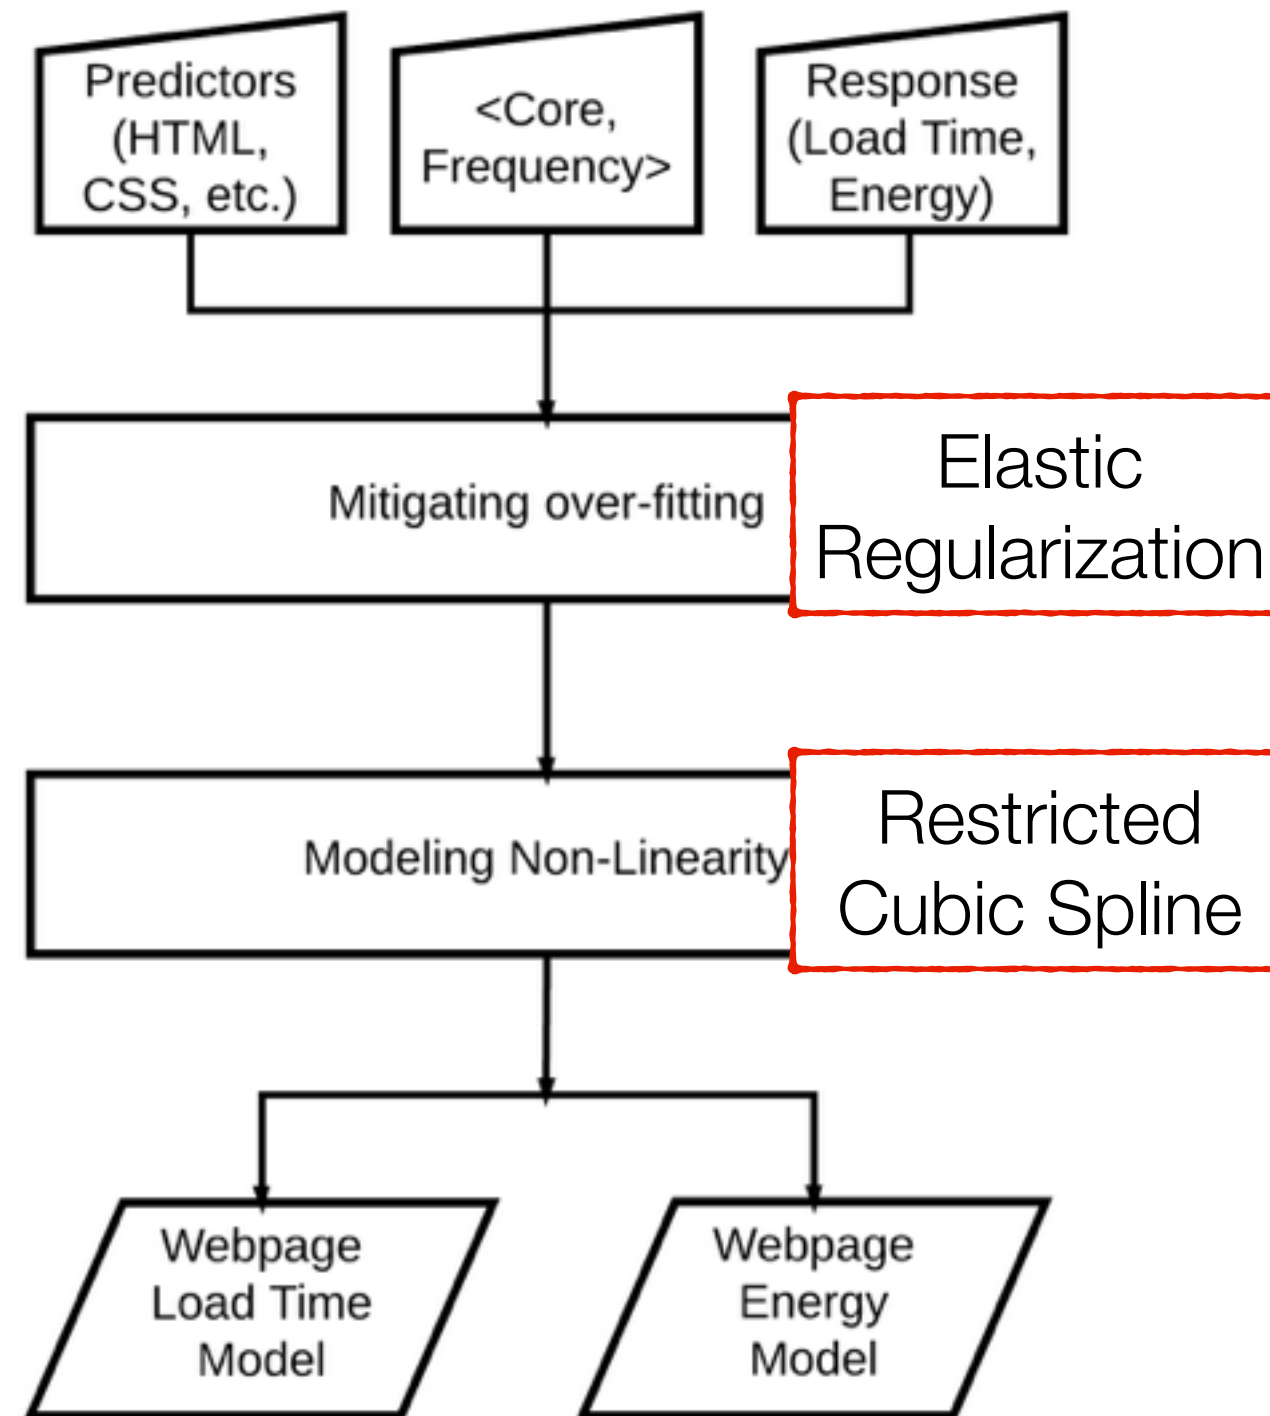 Predictors
(HTML,
CSS, etc.)
<Core,
Frequency>
Response
(Load Time,
Energy)
Mitigating over-fitting
Elastic
Regularization
Modeling Non-Linearity
Restricted
Cubic Spline
Webpage
Load Time
Model
Webpage
Energy
Model